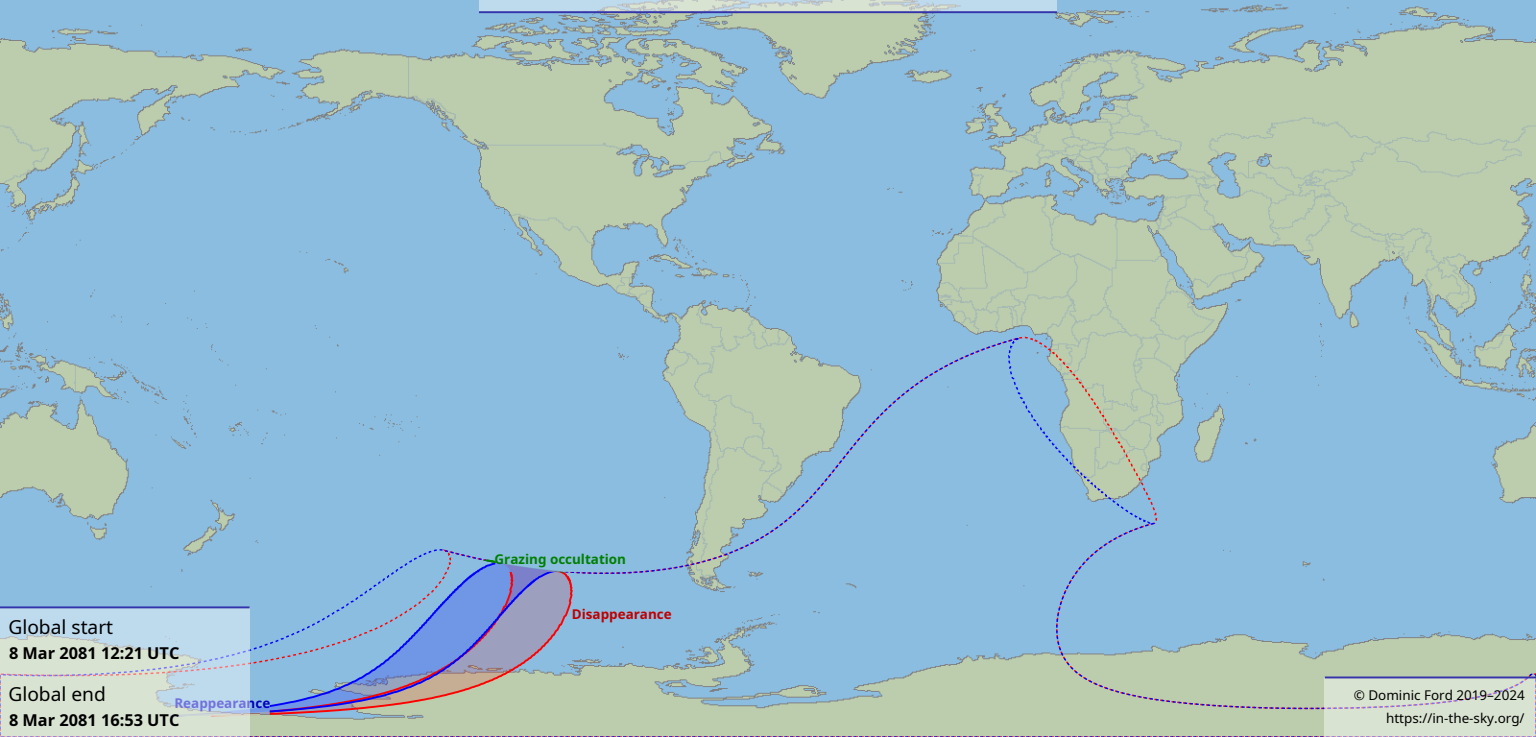 Grazing occultation
Disappearance
Global start
8 Mar 2081 12:21 UTC
Global end
8 Mar 2081 16:53 UTC
Reappearance
© Dominic Ford 2019–2024
https://in-the-sky.org/